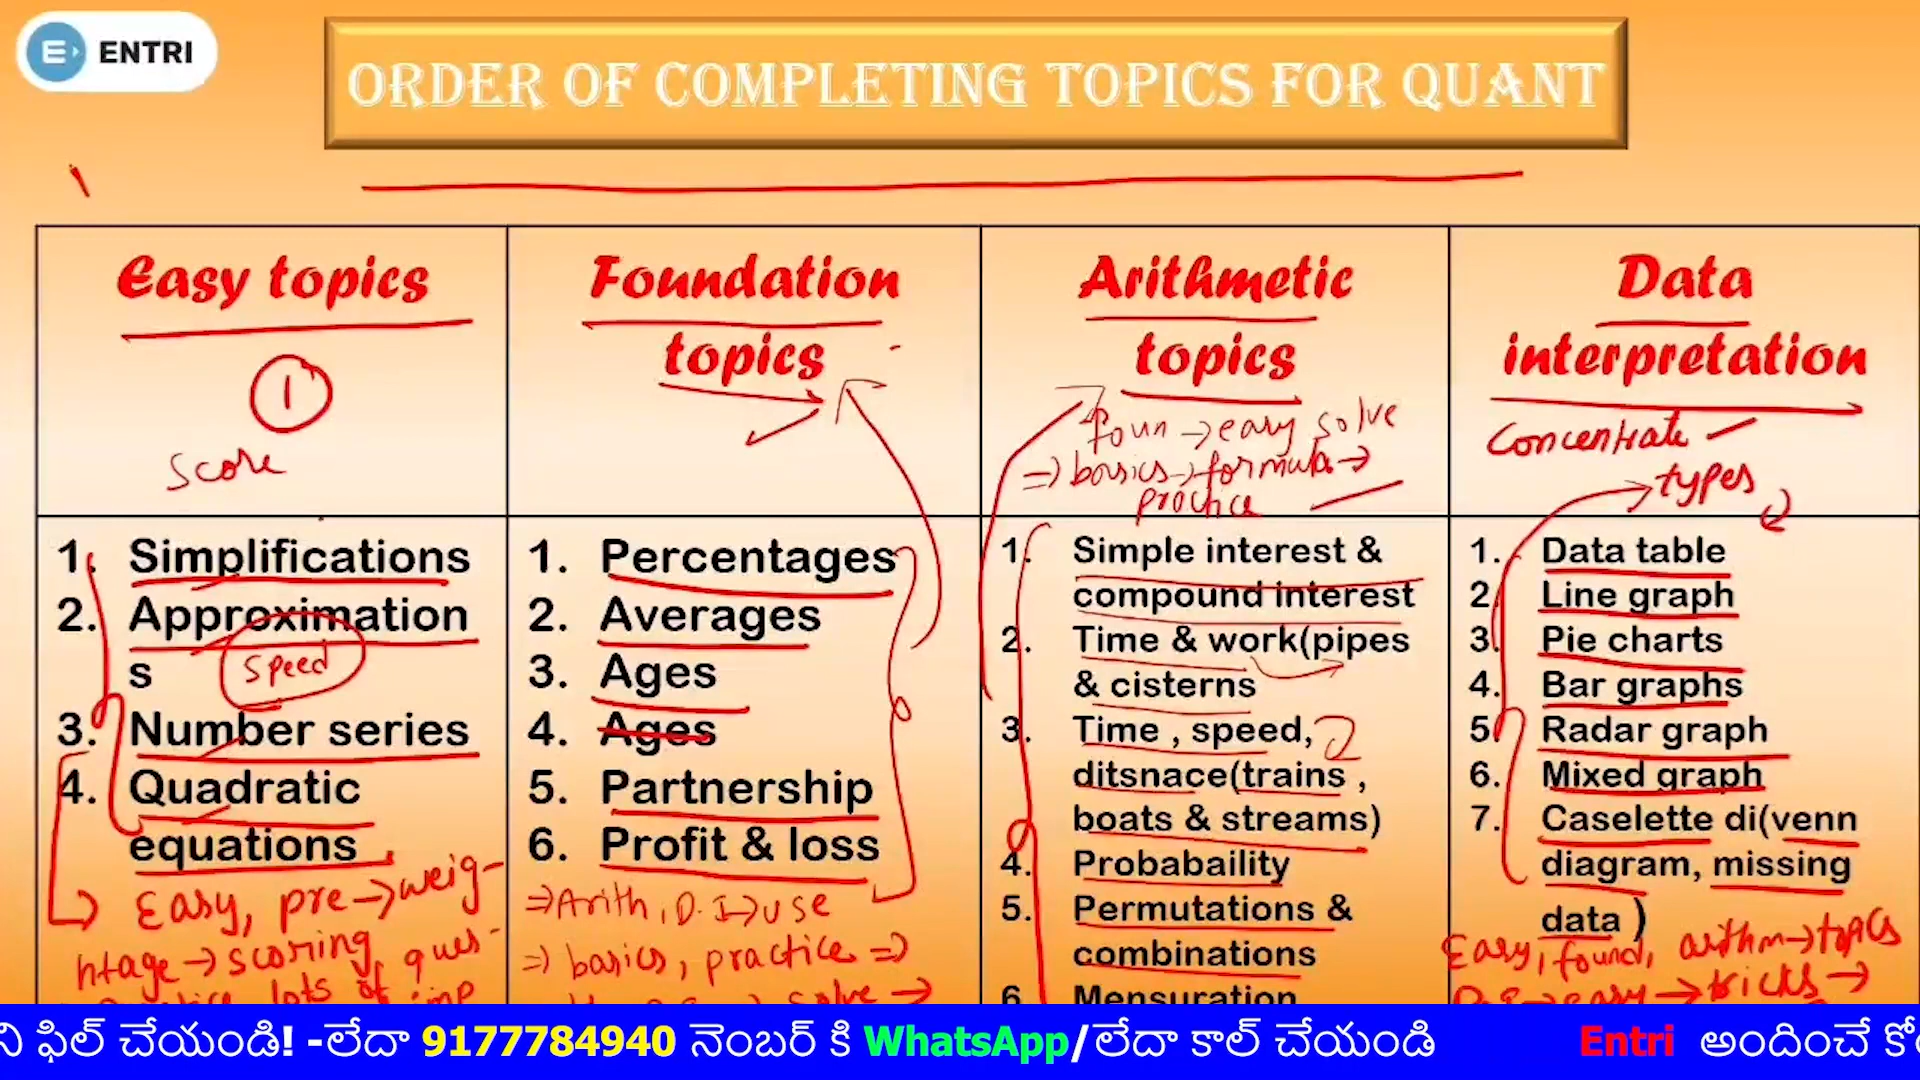 ENTRI
ORDER OF COMPLETING TOPICS FOR QUANT
Easy topics
1
Score
1. Simplifications
2. Approximation
s
speed
3. Number series
4. Quadratic
equations
Easy, pre→weig-
htage→scoring
lots of ques-
Foundation
topics
1. Percentages
2. Averages
3. Ages
4. Ages
5. Partnership
6. Profit & loss
⇒Arith, D.I→use
⇒ basics, practice ⇒
solve →
Arithmetic
topics
foun →easy solve
⇒ basics→formula→
practice
1. Simple interest &
compound interest
2. Time & work(pipes
& cisterns
3. Time , speed,
ditsnace(trains ,
boats & streams)
4. Probabaility
5. Permutations &
combinations
6. Mensuration
Data
interpretation
Concentrate
types
1. Data table
2. Line graph
3. Pie charts
4. Bar graphs
5. Radar graph
6. Mixed graph
7. Caselette di(venn
diagram, missing
data )
Easy, found, arithm→topics
→easy→tricks→
ని ఫిల్ చేయండి! -లేదా 9177784940 నెంబర్ కి WhatsApp/లేదా కాల్ చేయండి Entri అందించే